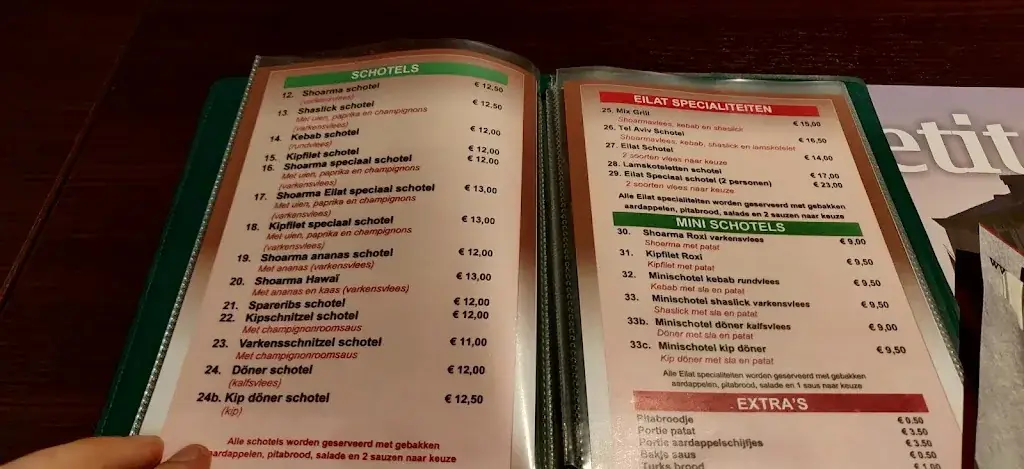 SCHOTELS
12. Shoarma schotel € 12,50
(varkensvlees)
13. Shaslick schotel € 12,50
Met uien, paprika en champignons
(varkensvlees)
14. Kebab schotel € 12,00
(rundvlees)
15. Kipfilet schotel € 12,00
16. Shoarma speciaal schotel € 12,00
Met uien, paprika en champignons
(varkensvlees)
17. Shoarma Eilat speciaal schotel € 13,00
Met uien, paprika en champignons
(varkensvlees)
18. Kipfilet speciaal schotel € 13,00
Met uien, paprika en champignons
(varkensvlees)
19. Shoarma ananas schotel € 12,00
Met ananas (varkensvlees)
20. Shoarma Hawaï € 13,00
Met ananas en kaas (varkensvlees)
21. Spareribs schotel € 12,00
22. Kipschnitzel schotel € 12,00
Met champignonroomsaus
23. Varkensschnitzel schotel € 11,00
Met champignonroomsaus
24. Döner schotel € 12,00
(kalfsvlees)
24b. Kip döner schotel € 12,50
(kip)
Alle schotels worden geserveerd met gebakken
aardappelen, pitabrood, salade en 2 sauzen naar keuze
EILAT SPECIALITEITEN
25. Mix Grill € 15,00
Shoarmavlees, kebab en shaslick
26. Tel Aviv Schotel € 16,50
Shoarmavlees, kebab, shaslick en lamskotelet
27. Eilat Schotel € 14,00
2 soorten vlees naar keuze
28. Lamskoteletten schotel € 17,00
29. Eilat Speciaal schotel (2 personen) € 23,00
2 soorten vlees naar keuze
Alle Eilat specialiteiten worden geserveerd met gebakken
aardappelen, pitabrood, salade en 2 sauzen naar keuze
MINI SCHOTELS
30. Shoarma Roxi varkensvlees € 9,00
Shoarma met patat
31. Kipfilet Roxi € 9,50
Kipfilet met patat
32. Minischotel kebab rundvlees € 9,50
Kebab met sla en patat
33. Minischotel shaslick varkensvlees € 9,50
Shaslick met sla en patat
33b. Minischotel döner kalfsvlees € 9,00
Döner met sla en patat
33c. Minischotel kip döner € 9,50
Kip döner met sla en patat
Alle Eilat specialiteiten worden geserveerd met gebakken
aardappelen, pitabrood, salade en 1 saus naar keuze
EXTRA'S
Pitabroodje € 0.50
Portie patat € 3.50
Portie aardappelschijfjes € 3.50
Bakje saus € 0.50
Turks brood € 1.00
etit